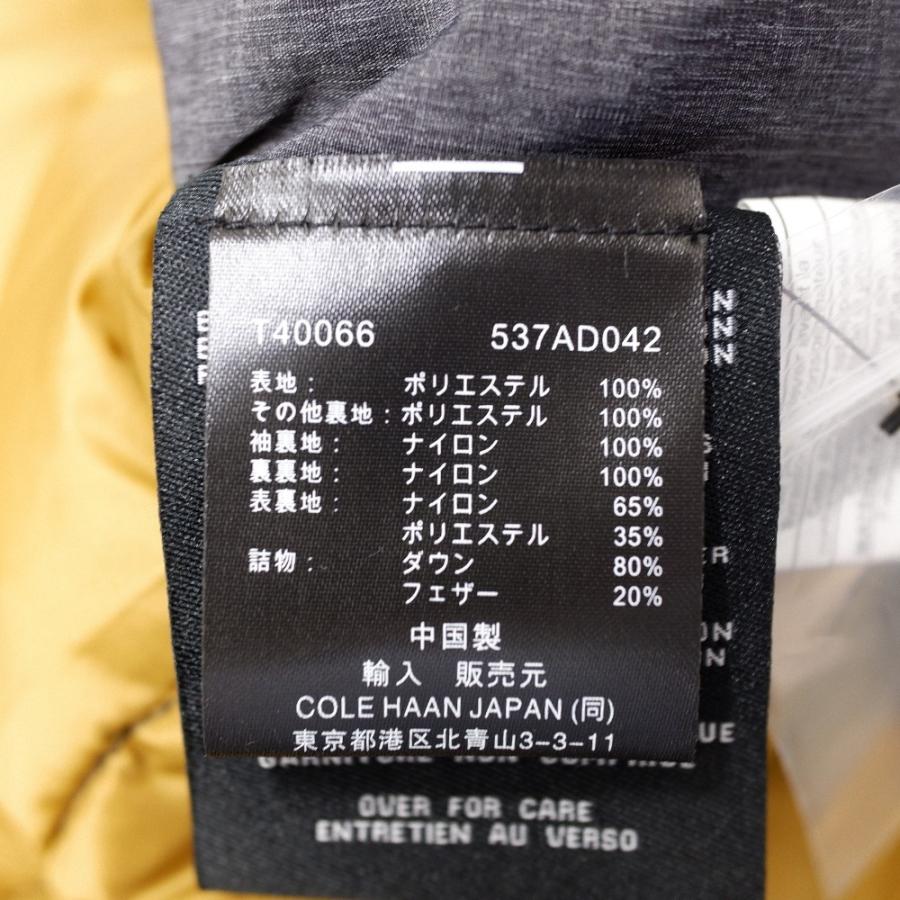 T40066 537AD042
表地: ポリエステル 100%
その他裏地:ポリエステル 100%
袖裏地: ナイロン 100%
裏裏地: ナイロン 100%
表裏地: ナイロン 65%
ポリエステル 35%
詰物: ダウン 80%
フェザー 20%
中国製
輸入 販売元
COLE HAAN JAPAN (同)
東京都港区北青山3-3-11
OVER FOR CARE
ENTRETIEN AU VERSO